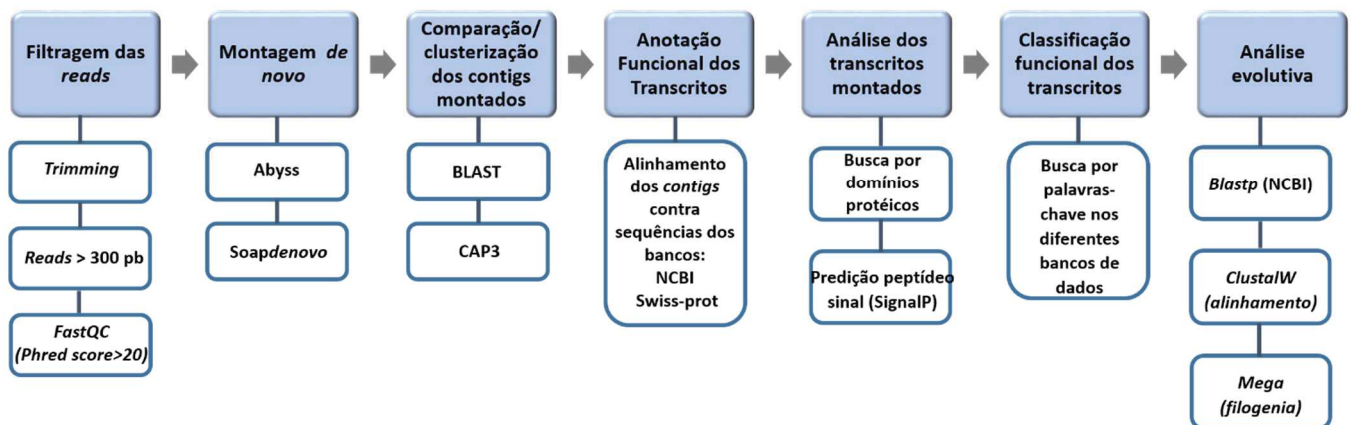 Filtragem das
reads
Trimming
Reads > 300 pb
FastQC
(Phred score>20)
Montagem de
novo
Abyss
Soapdenovo
Comparação/
clusterização
dos contigs
montados
BLAST
CAP3
Anotação
Funcional dos
Transcritos
Alinhamento
dos contigs
contra
sequências dos
bancos:
NCBI
Swiss-prot
Análise dos
transcritos
montados
Busca por
domínios
protéicos
Predição peptídeo
sinal (SignalP)
Classificação
funcional dos
transcritos
Busca por
palavras-
chave nos
diferentes
bancos de
dados
Análise
evolutiva
Blastp (NCBI)
ClustalW
(alinhamento)
Mega
(filogenia)